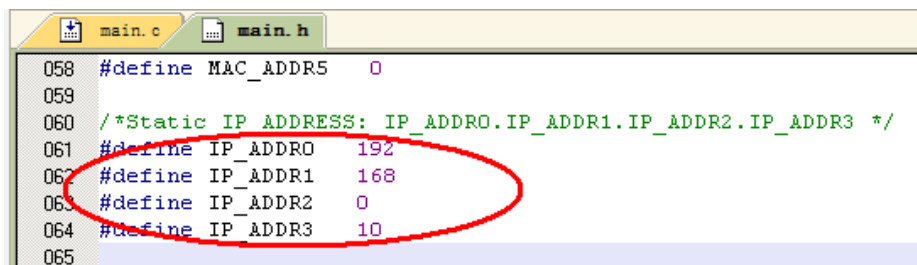 main.c main.h
058 #define MAC_ADDR5 0
059
060 /*Static IP ADDRESS: IP_ADDR0.IP_ADDR1.IP_ADDR2.IP_ADDR3 */
061 #define IP_ADDR0 192
062 #define IP_ADDR1 168
063 #define IP_ADDR2 0
064 #define IP_ADDR3 10
065